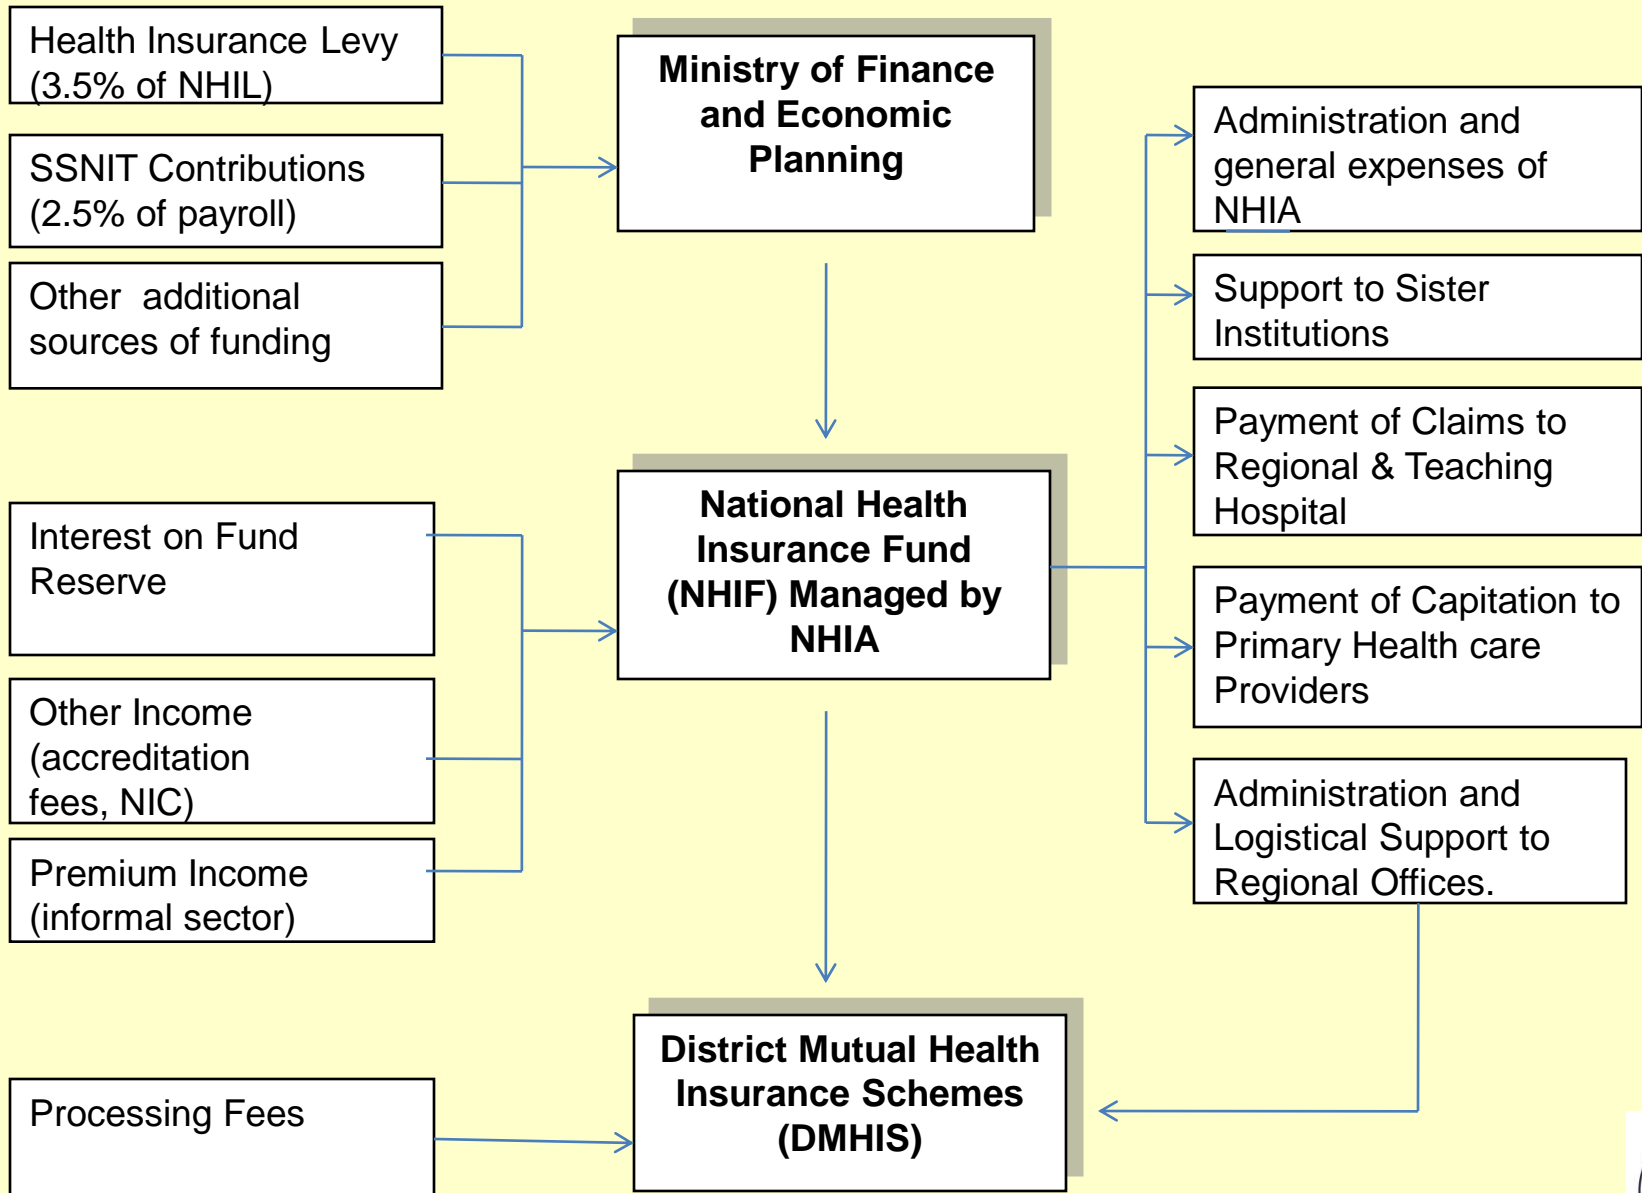 Health Insurance Levy
(3.5% of NHIL)
SSNIT Contributions
(2.5% of payroll)
Other additional
sources of funding
Ministry of Finance
and Economic
Planning
Administration and
general expenses of
NHIA
Support to Sister
Institutions
Payment of Claims to
Regional & Teaching
Hospital
Payment of Capitation to
Primary Health care
Providers
Administration and
Logistical Support to
Regional Offices.
Interest on Fund
Reserve
Other Income
(accreditation
fees, NIC)
Premium Income
(informal sector)
National Health
Insurance Fund
(NHIF) Managed by
NHIA
Processing Fees
District Mutual Health
Insurance Schemes
(DMHIS)